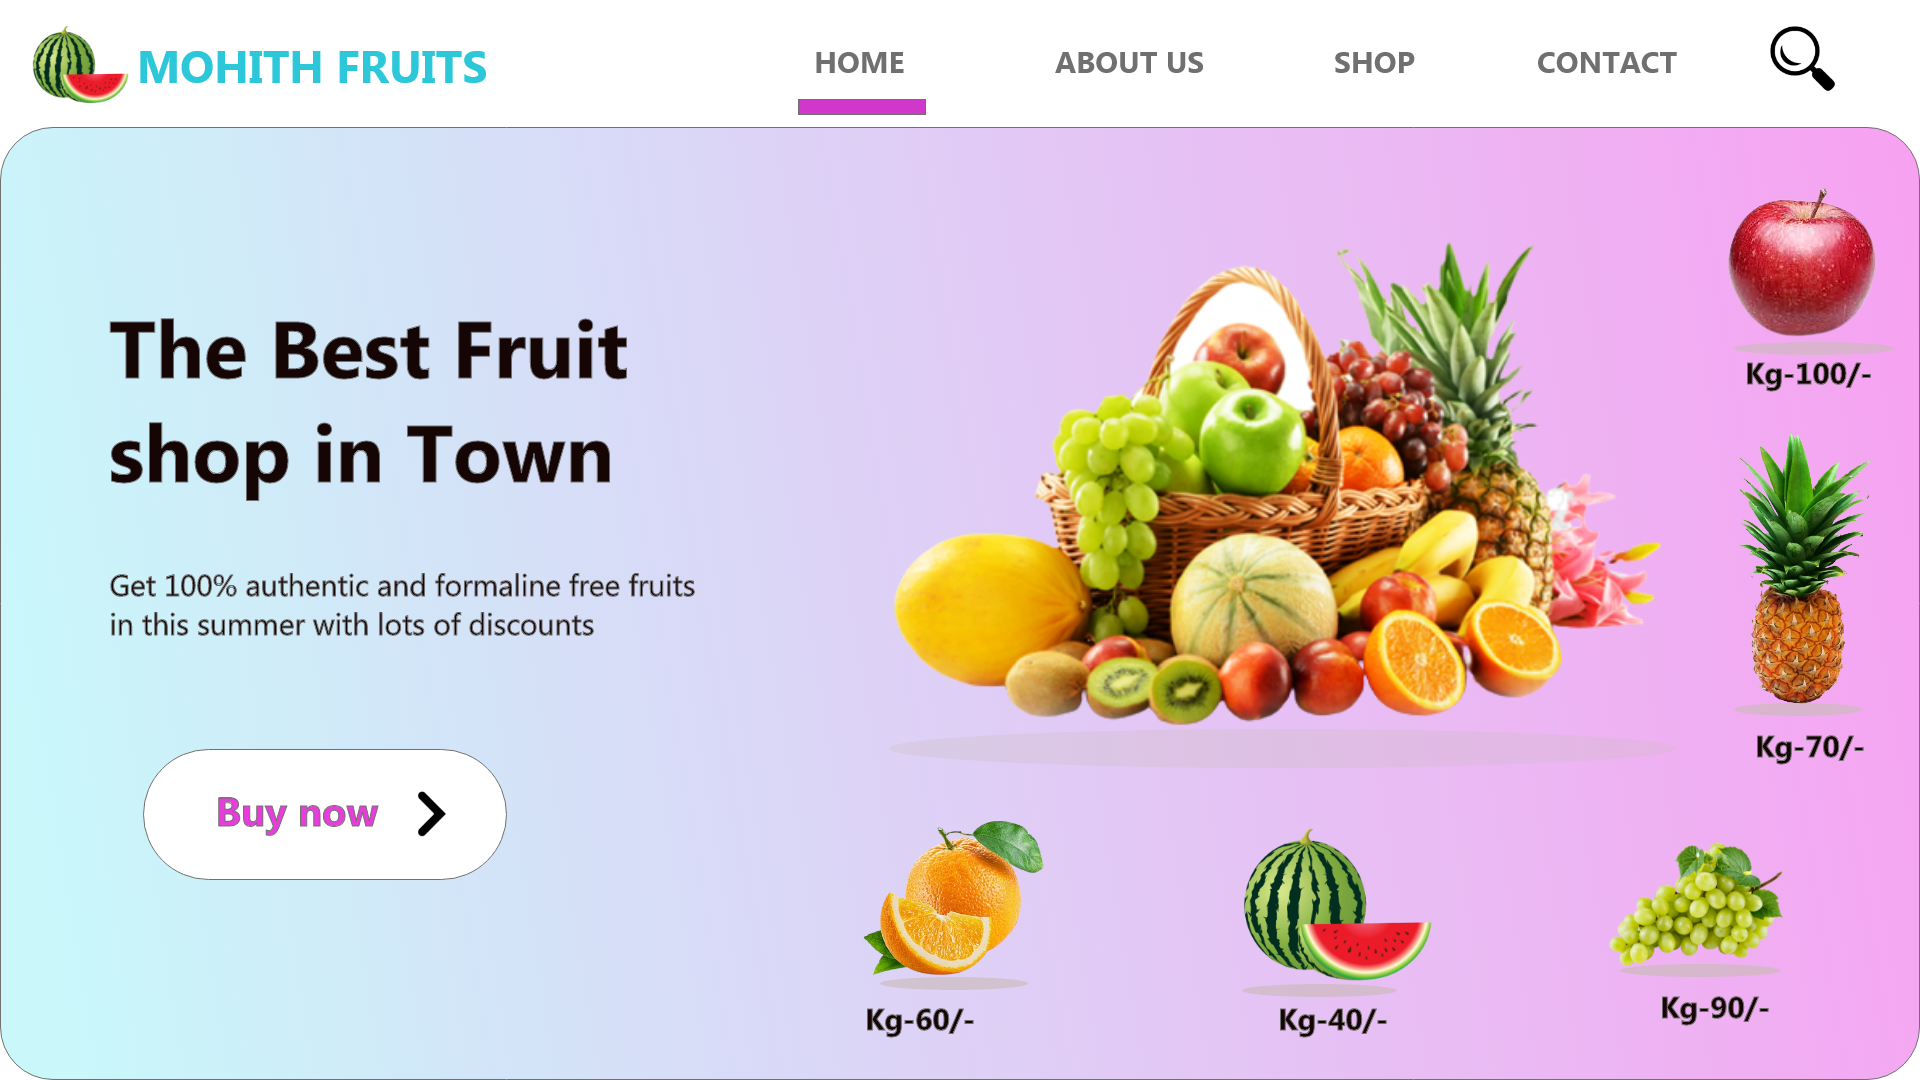 MOHITH FRUITS
HOME
ABOUT US
SHOP
CONTACT
The Best Fruit
shop in Town
Get 100% authentic and formaline free fruits
in this summer with lots of discounts
Buy now
Kg-100/-
Kg-70/-
Kg-60/-
Kg-40/-
Kg-90/-